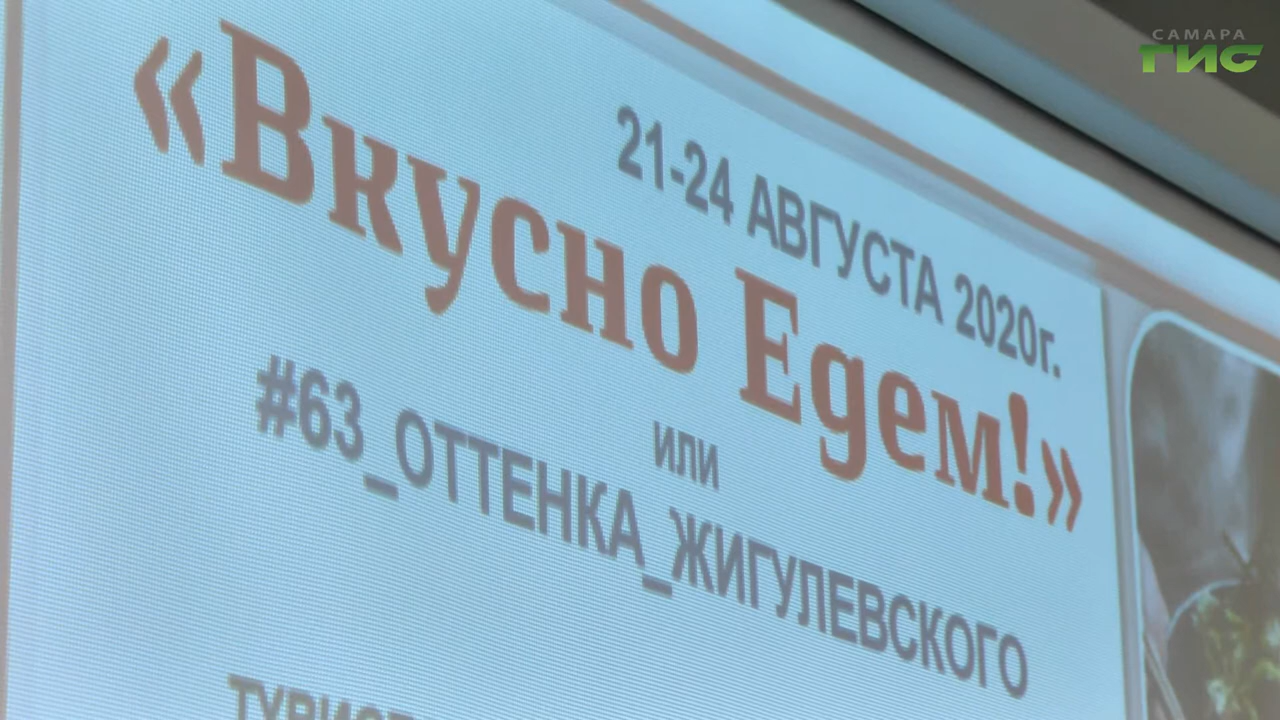 САМАРА
ГИС
21-24 АВГУСТА 2020г.
«Вкусно Едем!»
или
#63_ОТТЕНКА_ЖИГУЛЕВСКОГО